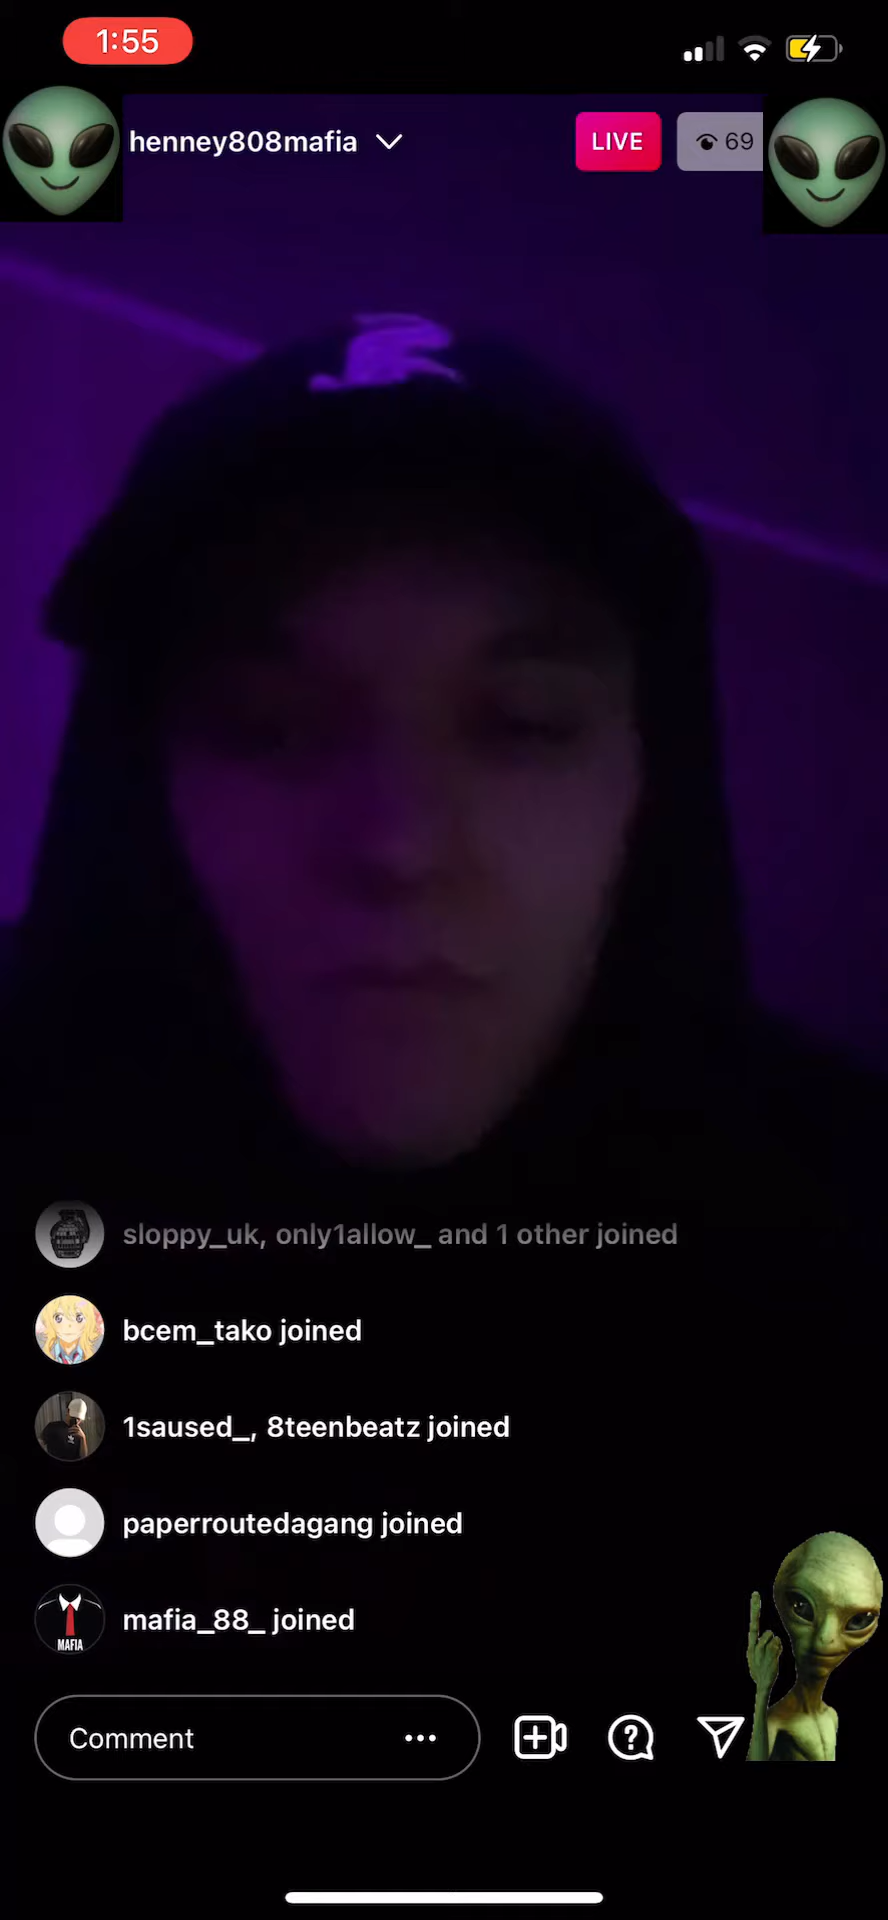 1:55
henney808mafia
LIVE
69
sloppy_uk, only1allow_ and 1 other joined
bcem_tako joined
1saused_, 8teenbeatz joined
paperroutedagang joined
mafia_88_ joined
MAFIA
Comment